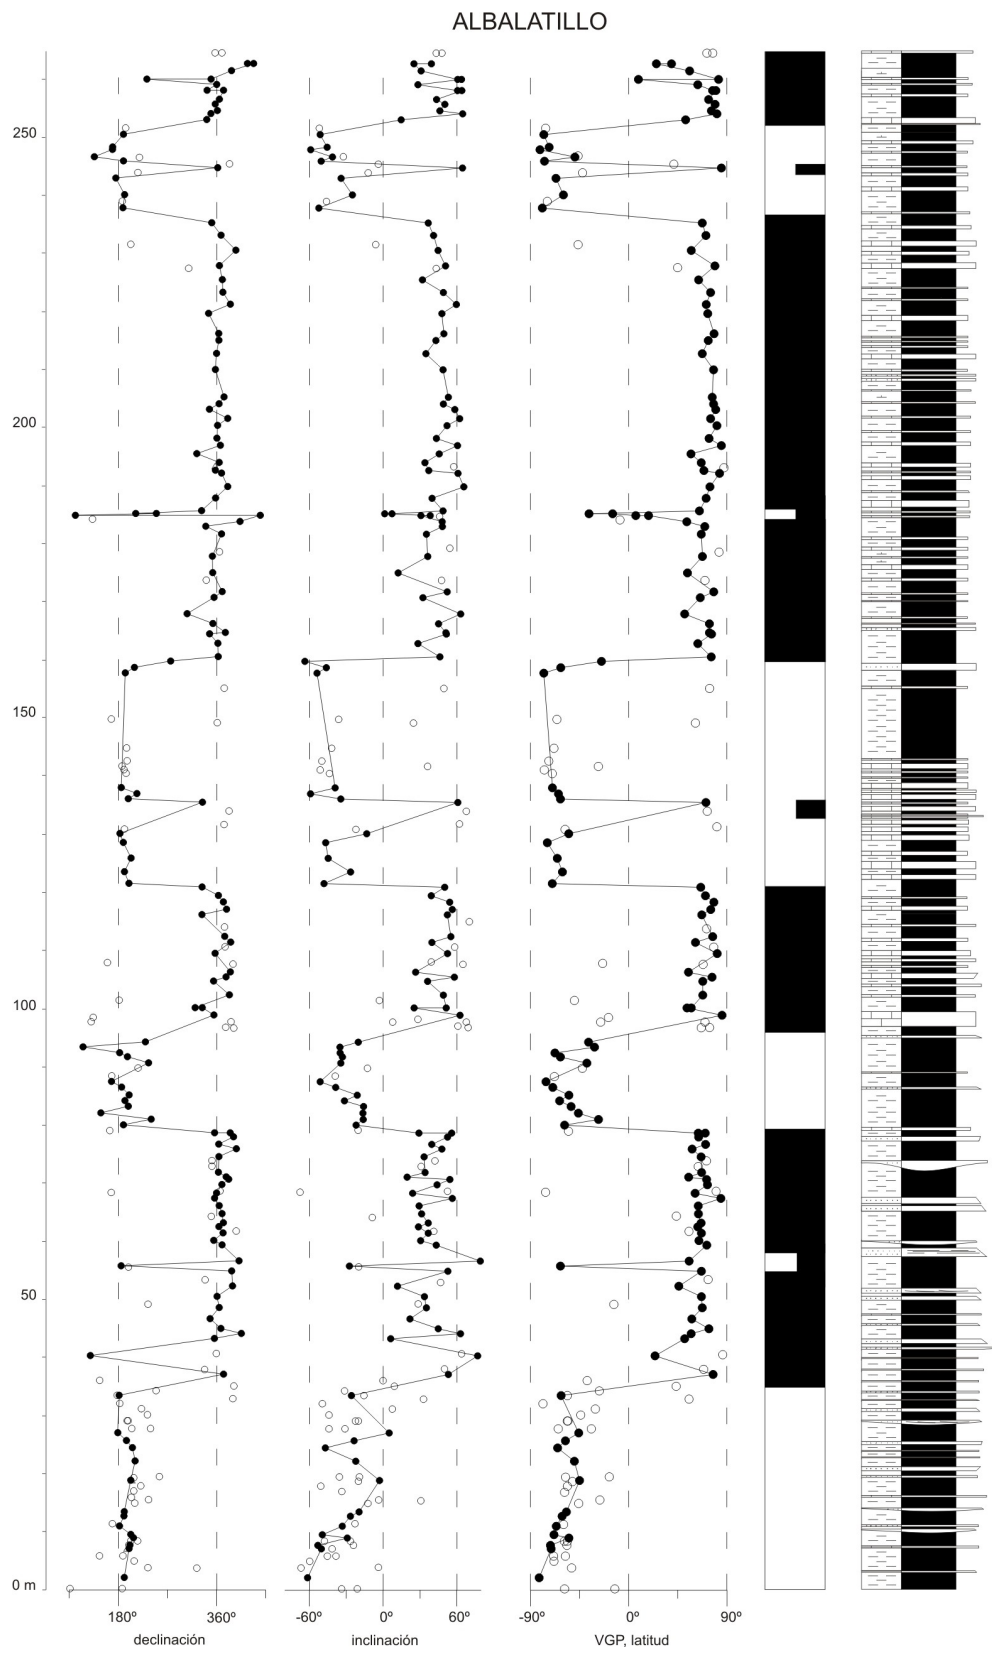 ALBALATILLO
250
200
150
100
50
0 m
180º 360º -60º 0º 60º -90º 0º 90º
declinación inclinación VGP, latitud